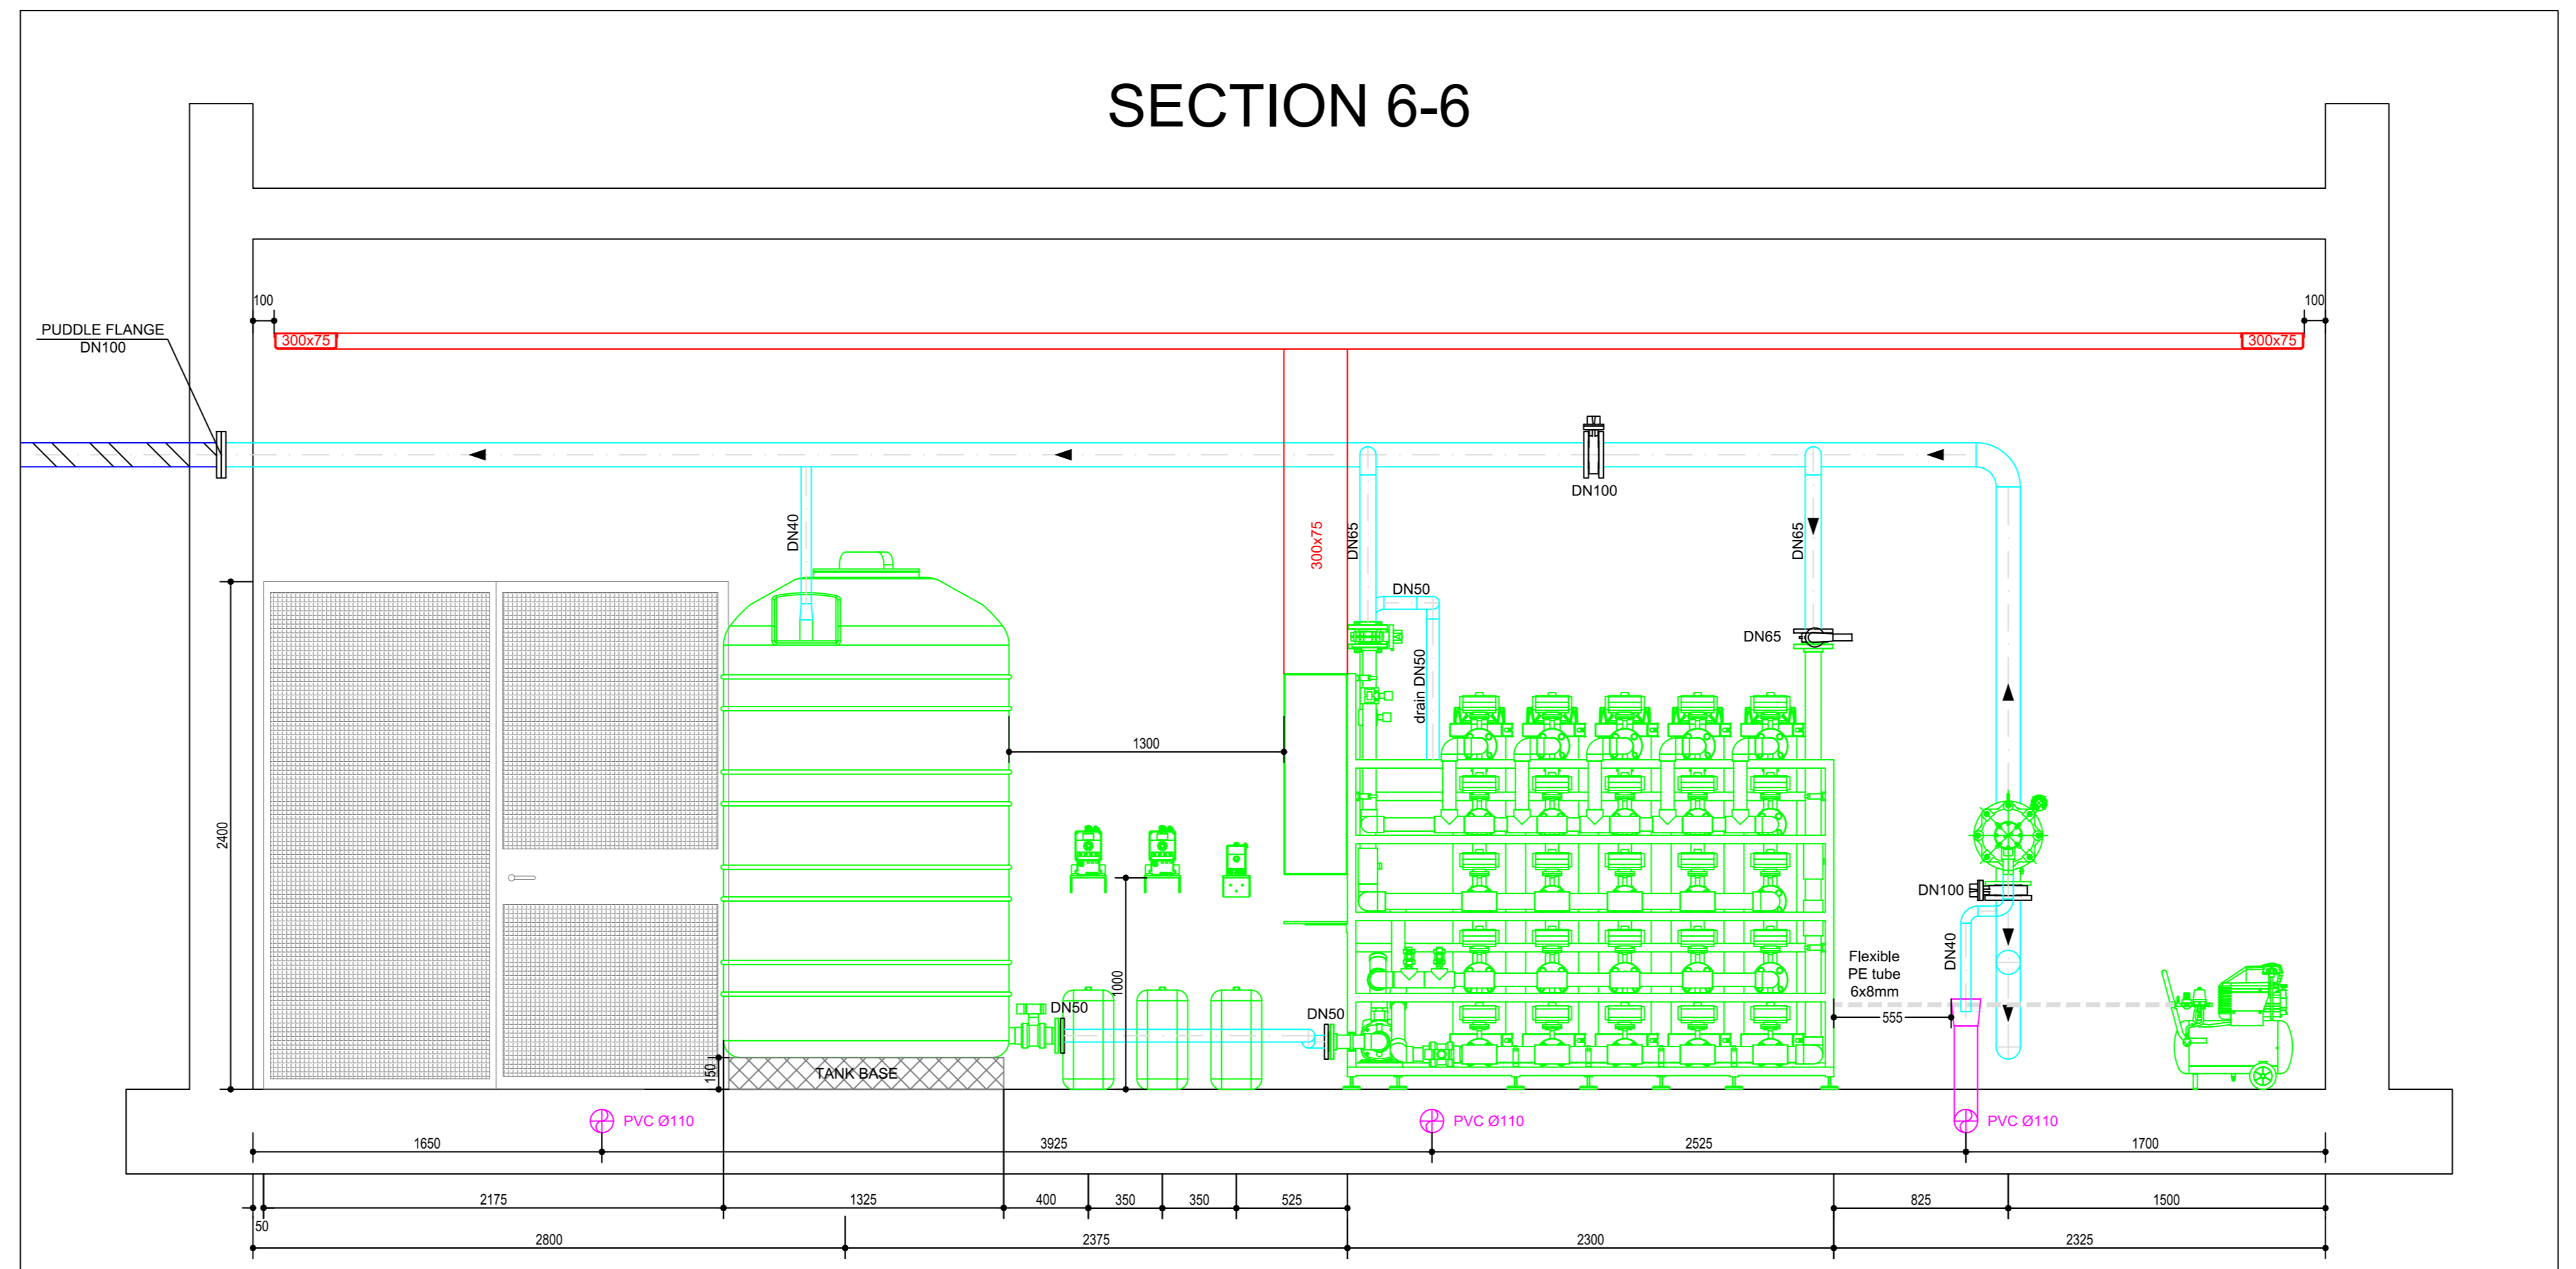 SECTION 6-6
100
100
PUDDLE FLANGE
DN100
300x75
300x75
DN100
DN40
300x75
DN65
DN65
DN50
DN65
drain DN50
1300
2400
DN100
Flexible
PE tube
6x8mm
DN40
1000
DN50
DN50
555
150
TANK BASE
PVC Ø110
PVC Ø110
PVC Ø110
1650
3925
2525
1700
2175
1325
400
350
350
525
825
1500
50
2800
2375
2300
2325